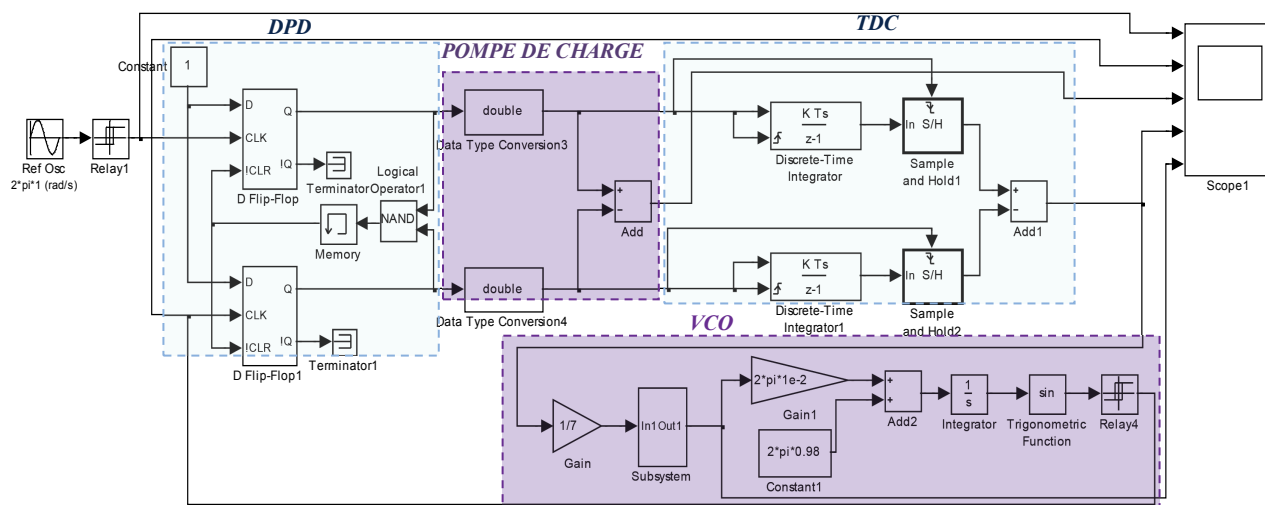 DPD
TDC
POMPE DE CHARGE
Constant
1
Ref Osc
2*pi*1 (rad/s)
Relay1
D
CLK
!CLR
Q
!Q
D Flip-Flop
Terminator
Logical
Operator1
NAND
Memory
D
CLK
!CLR
Q
!Q
D Flip-Flop1
Terminator1
double
Data Type Conversion3
+
−
Add
double
Data Type Conversion4
K Ts
z-1
Discrete-Time
Integrator
In
S/H
Sample
and Hold1
K Ts
z-1
Discrete-Time
Integrator1
In
S/H
Sample
and Hold2
+
−
Add1
Scope1
VCO
1/7
Gain
In1Out1
Subsystem
2*pi*1e-2
Gain1
2*pi*0.98
Constant1
+
+
Add2
1
s
Integrator
sin
Trigonometric
Function
Relay4